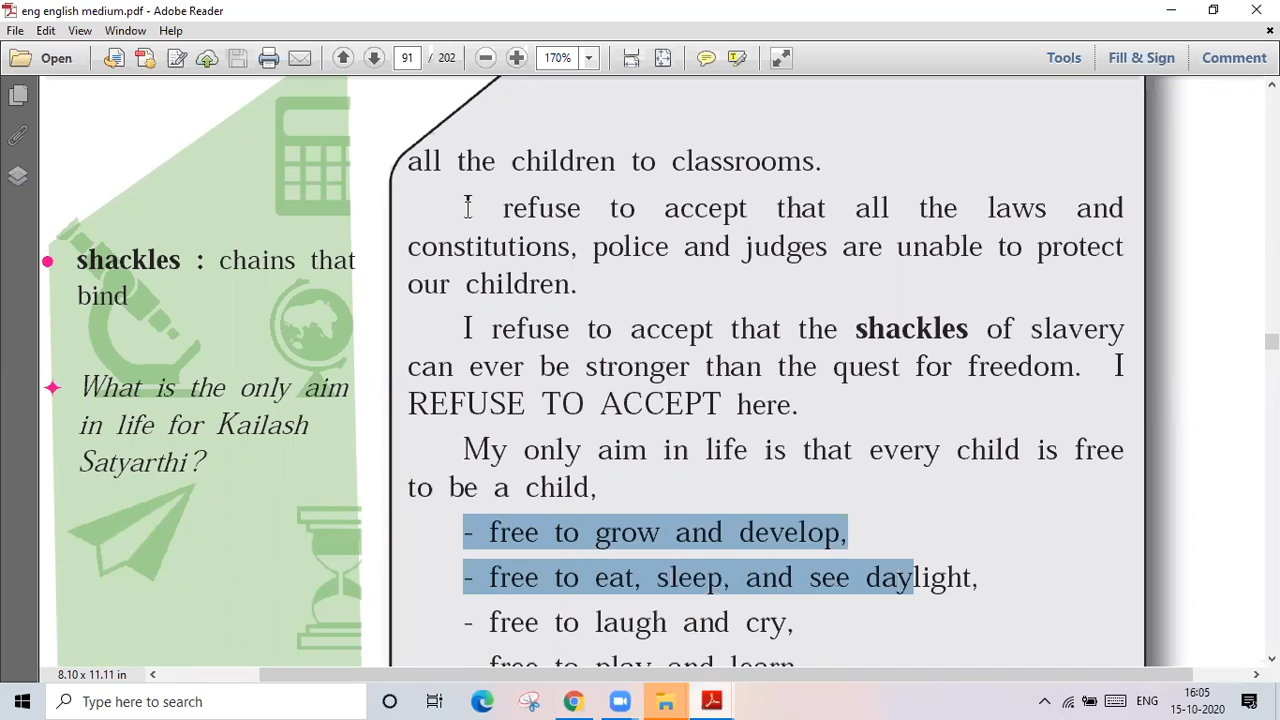 eng english medium.pdf - Adobe Reader
File Edit View Window Help
Open 91 / 202 170% Tools Fill & Sign Comment
all the children to classrooms.
I refuse to accept that all the laws and
constitutions, police and judges are unable to protect
our children.
I refuse to accept that the shackles of slavery
can ever be stronger than the quest for freedom. I
REFUSE TO ACCEPT here.
My only aim in life is that every child is free
to be a child,
- free to grow and develop,
- free to eat, sleep, and see daylight,
- free to laugh and cry,
- free to play and learn,
shackles : chains that
bind
What is the only aim
in life for Kailash
Satyarthi?
8.10 x 11.11 in
Type here to search
ENG
16:05
15-10-2020